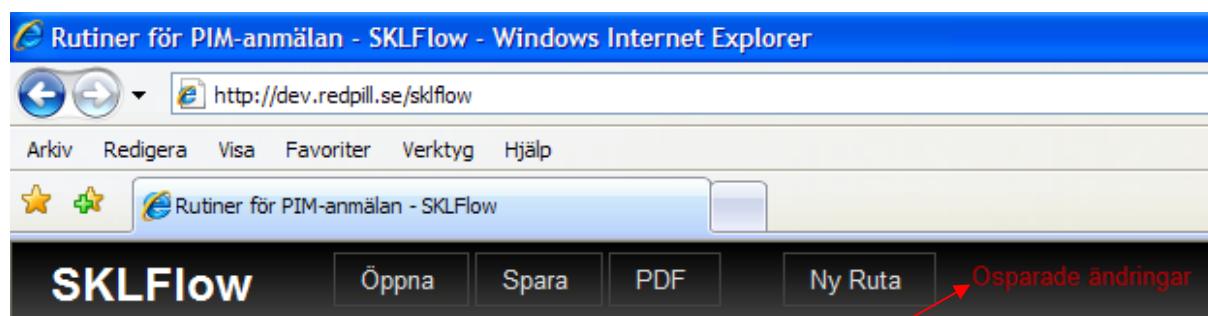 Rutiner för PIM-anmälan - SKLFlow - Windows Internet Explorer
http://dev.redpill.se/sklflow
Arkiv Redigera Visa Favoriter Verktyg Hjälp
Rutiner för PIM-anmälan - SKLFlow
SKLFlow Öppna Spara PDF Ny Ruta Osparade ändringar